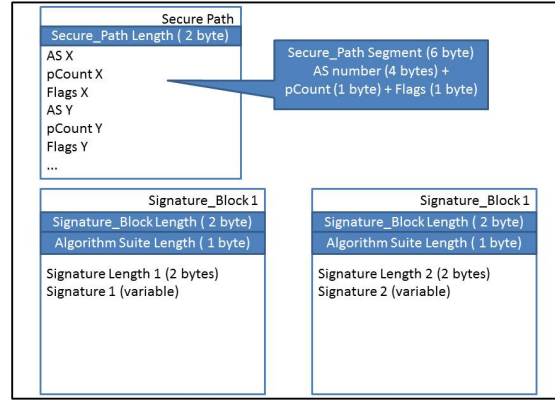 Secure Path
Secure_Path Length ( 2 byte)
AS X
pCount X
Flags X
AS Y
pCount Y
Flags Y
...
Secure_Path Segment (6 byte)
AS number (4 bytes) +
pCount (1 byte) + Flags (1 byte)
Signature_Block 1
Signature_Block Length ( 2 byte)
Algorithm Suite Length ( 1 byte)
Signature Length 1 (2 bytes)
Signature 1 (variable)
Signature_Block 1
Signature_Block Length ( 2 byte)
Algorithm Suite Length ( 1 byte)
Signature Length 2 (2 bytes)
Signature 2 (variable)